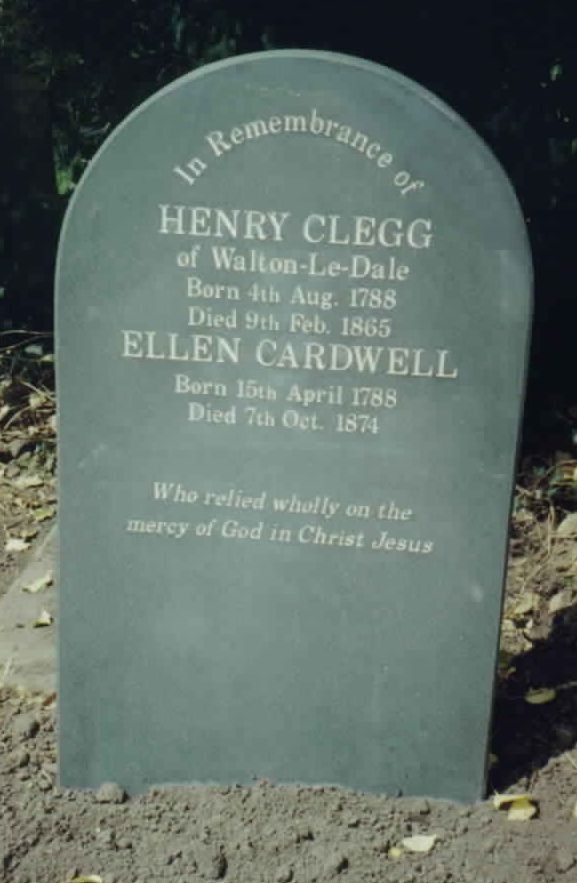 In Remembrance of
HENRY CLEGG
of Walton-Le-Dale
Born 4th Aug. 1788
Died 9th Feb. 1865
ELLEN CARDWELL
Born 15th April 1788
Died 7th Oct. 1874
Who relied wholly on the
mercy of God in Christ Jesus